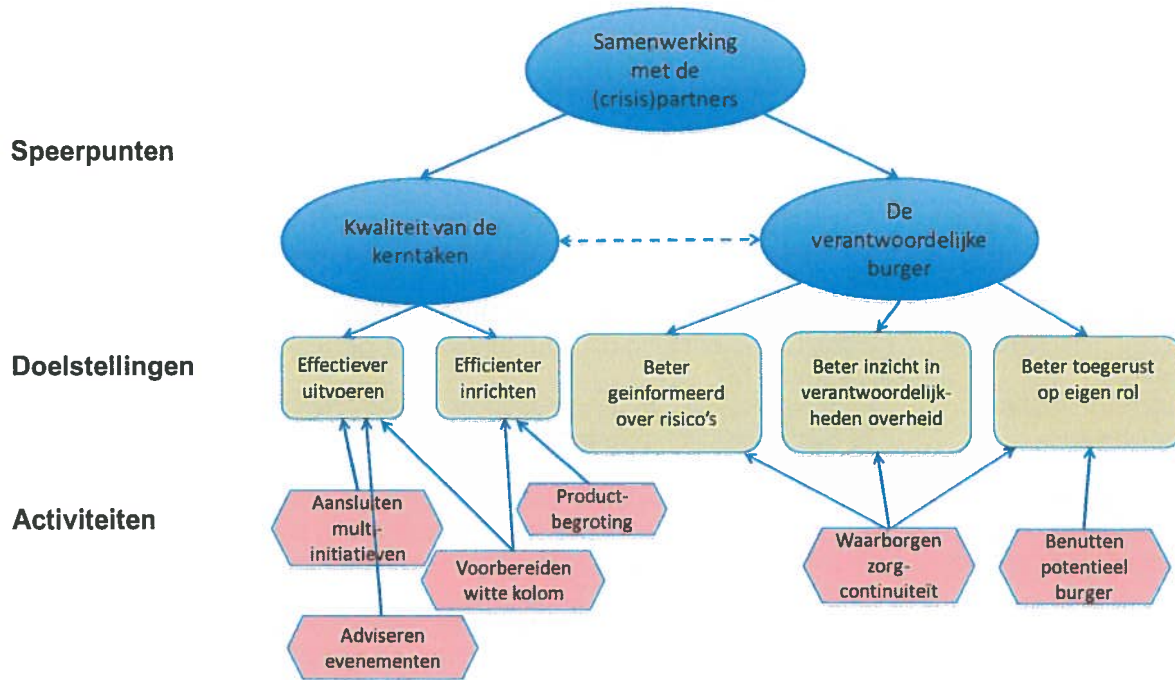 Samenwerking
met de
(crisis)partners
Speerpunten
Kwaliteit van de
kerntaken
De
verantwoordelijke
burger
Doelstellingen
Effectiever
uitvoeren
Efficienter
inrichten
Beter
geinformeerd
over risico's
Beter inzicht in
verantwoordelijk-
heden overheid
Beter toegerust
op eigen rol
Activiteiten
Aansluiten
multi-
initiatieven
Product-
begroting
Voorbereiden
witte kolom
Waarborgen
zorg-
continuiteit
Benutten
potentieel
burger
Adviseren
evenementen